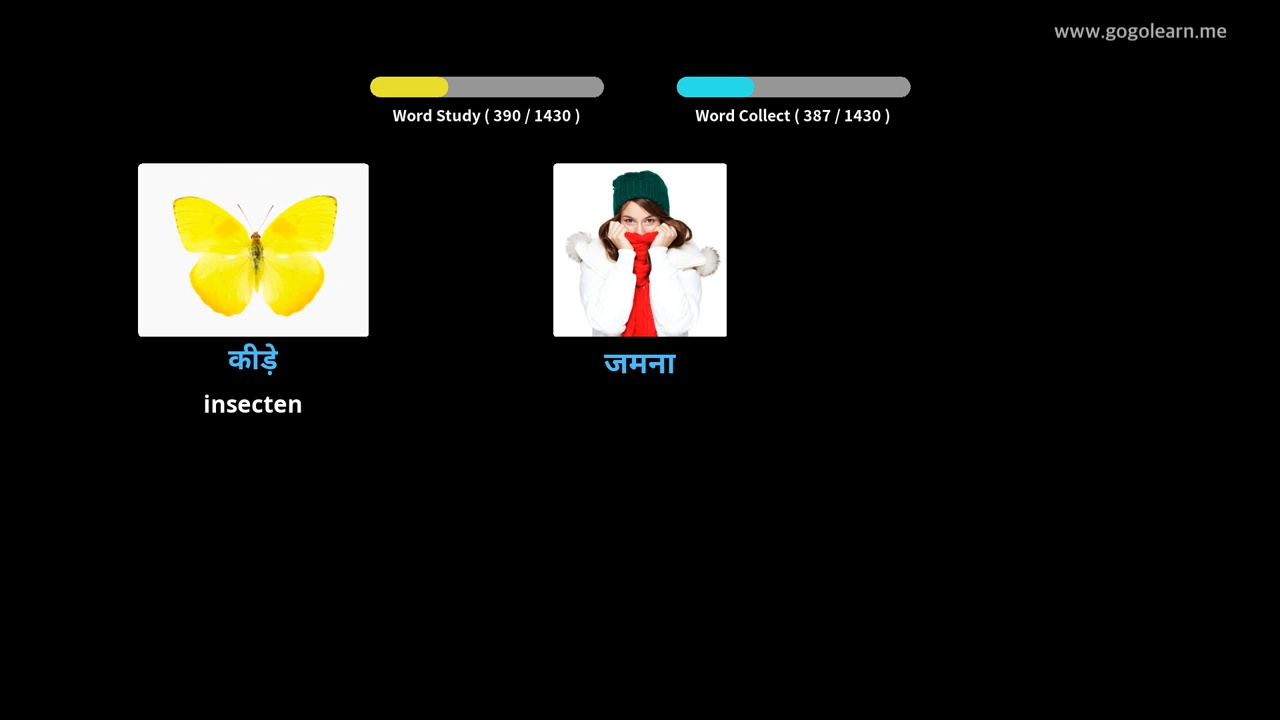 www.gogolearn.me
Word Study ( 390 / 1430 )
Word Collect ( 387 / 1430 )
कीड़े
जमना
insecten